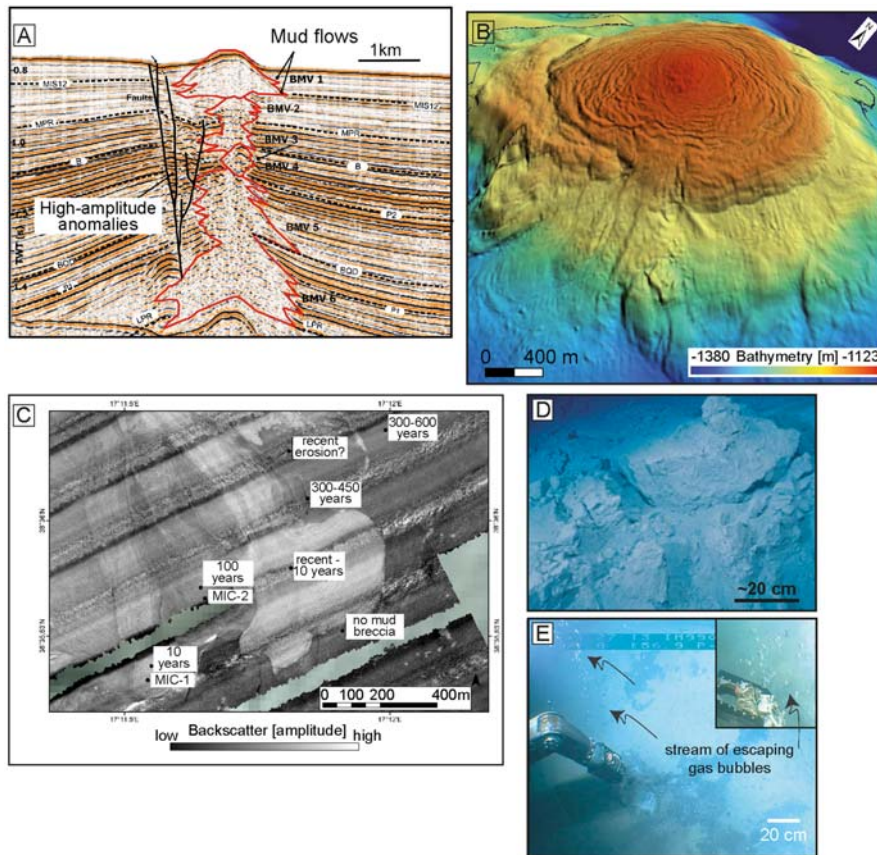 A
Mud flows
1km
0.8
BMV 1
MIS12
MIS12
Faults
BMV 2
MPR
MPR
1.0
BMV 3
B
B
BMV 4
High-amplitude
anomalies
P2
TWT (s)
BMV 5
BQD
BQD
1.4
BMV 6
P1
LPR
LPR
B
N
0 400 m
-1380 Bathymetry [m] -1123
C
17°12'E
300-600
years
recent
erosion?
300-450
years
100
years
recent -
10 years
MIC-2
no mud
breccia
10
years
MIC-1
0 100 200 400m
17°12'E
low Backscatter [amplitude] high
D
~20 cm
E
stream of escaping
gas bubbles
20 cm